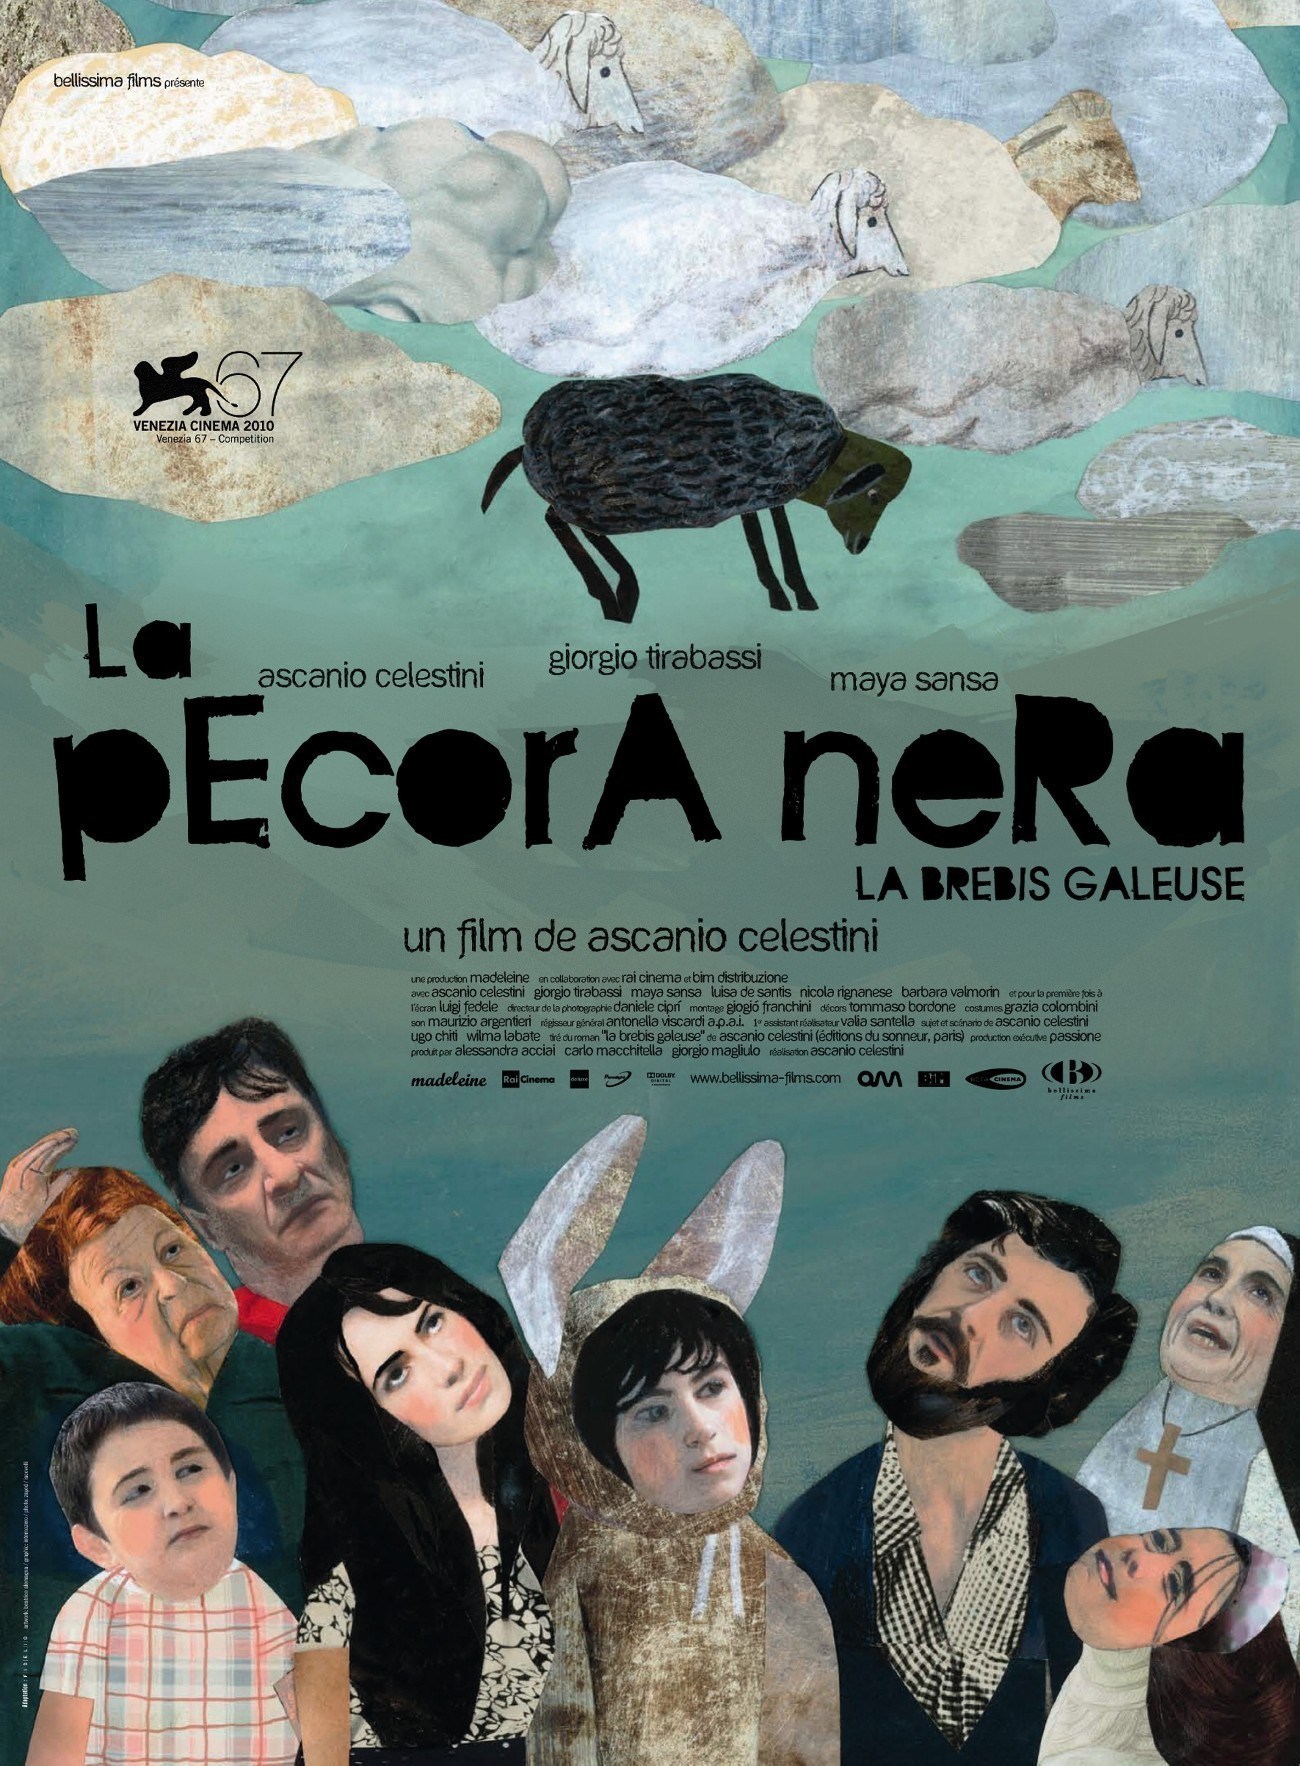 bellissima films présente
67
VENEZIA CINEMA 2010
Venezia 67 – Competition
La
ascanio celestini
giorgio tirabassi
maya sansa
pEcorA neRa
LA BREBIS GALEUSE
un film de ascanio celestini
une production madeleine en collaboration avec rai cinema et bim distribuzione
avec ascanio celestini giorgio tirabassi maya sansa luisa de santis nicola rignanese barbara valmorin et pour la première fois à
l'écran luigi fedele directeur de la photographie daniele ciprí montage giogiò franchini décors tommaso bordone costumes grazia colombini
son maurizio argentieri régisseur général antonella viscardi a.p.a.i. 1er assistant réalisateur valia santella sujet et scénario de ascanio celestini
ugo chiti wilma labate tiré du roman "la brebis galeuse" de ascanio celestini (éditions du sonneur, paris) production exécutive passione
produit par alessandra acciai carlo macchitella giorgio magliulo réalisation ascanio celestini
madeleine Rai Cinema DOLBY DIGITAL www.bellissima-films.com BiM CINEMA B bellissima films